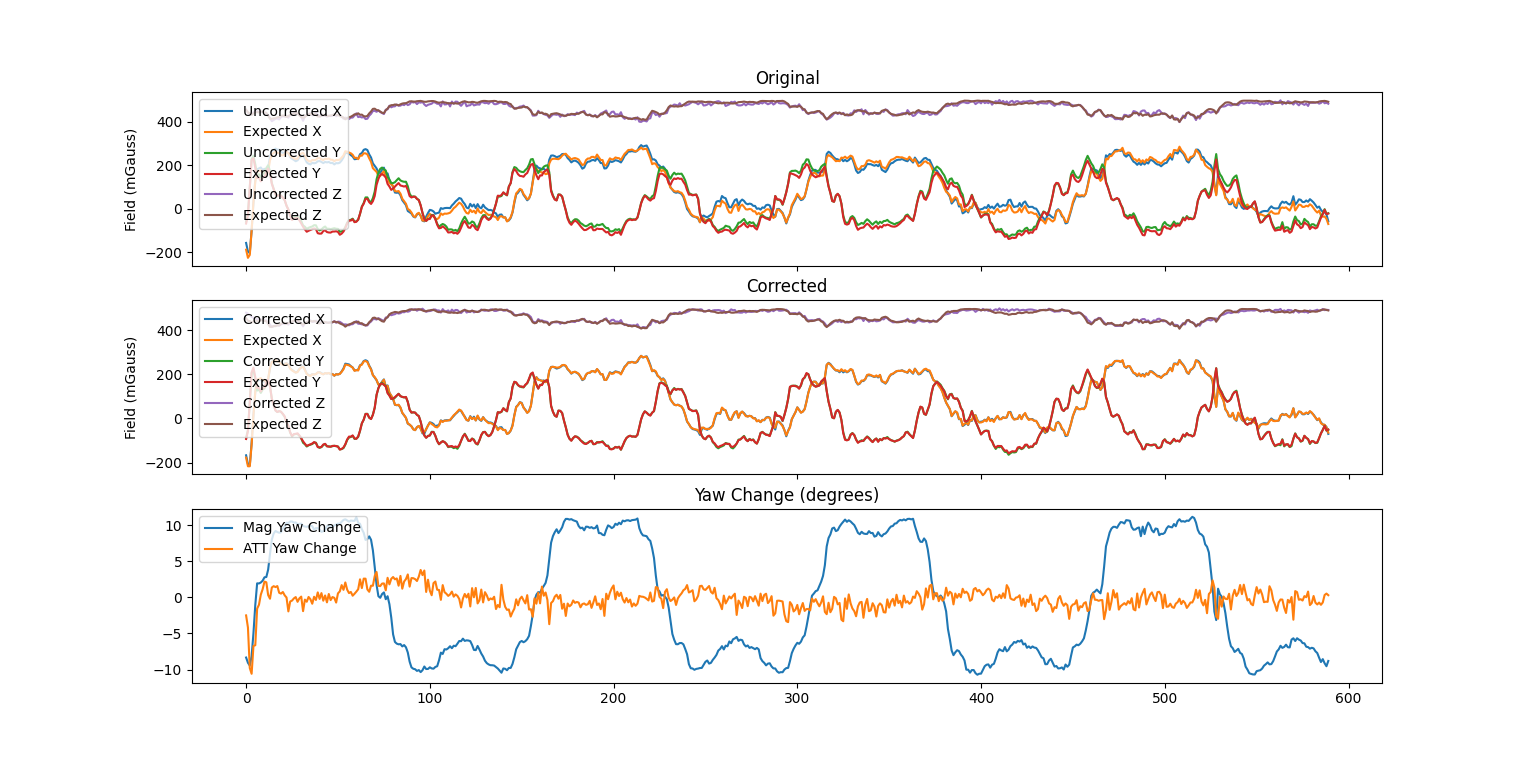 Original
Field (mGauss)
400
200
0
−200
Uncorrected X
Expected X
Uncorrected Y
Expected Y
Uncorrected Z
Expected Z
Corrected
Field (mGauss)
400
200
0
−200
Corrected X
Expected X
Corrected Y
Expected Y
Corrected Z
Expected Z
Yaw Change (degrees)
10
5
0
−5
−10
Mag Yaw Change
ATT Yaw Change
0 100 200 300 400 500 600